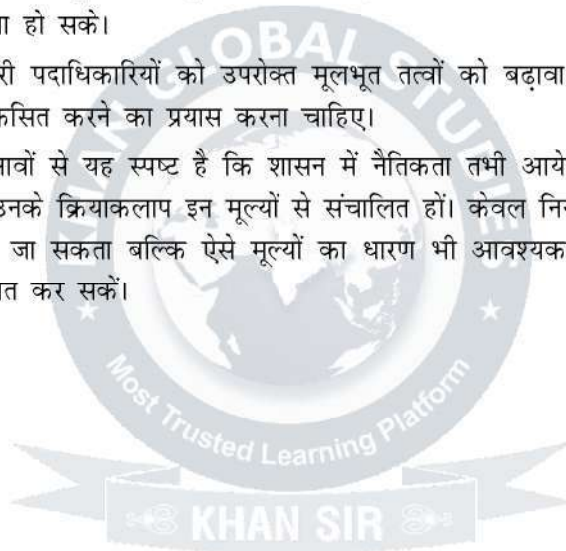 ा हो सके।
री पदाधिकारियों को उपरोक्त मूलभूत तत्वों को बढ़ावा
कसित करने का प्रयास करना चाहिए।
गावों से यह स्पष्ट है कि शासन में नैतिकता तभी आये
उनके क्रियाकलाप इन मूल्यों से संचालित हों। केवल निय
जा सकता बल्कि ऐसे मूल्यों का धारण भी आवश्यक
त कर सकें।
KHAN GLOBAL STUDIES
Most Trusted Learning Platform
KHAN SIR